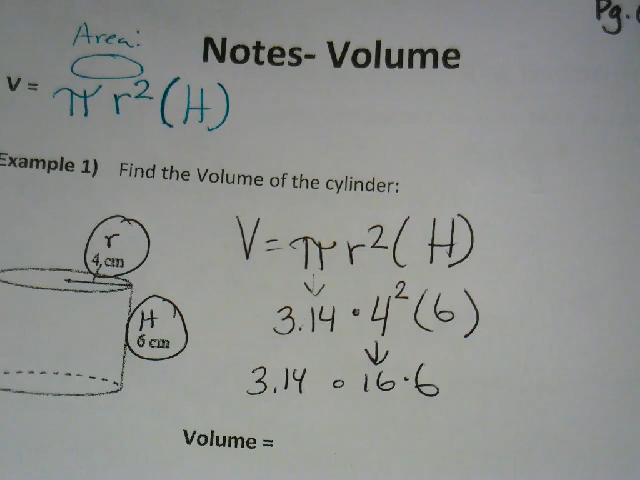 Pg.
Area:
Notes- Volume
V = πr²(H)
Example 1) Find the Volume of the cylinder:
r
4 cm
V=πr²(H)
H
6 cm
3.14 • 4²(6)
3.14 • 16•6
Volume =